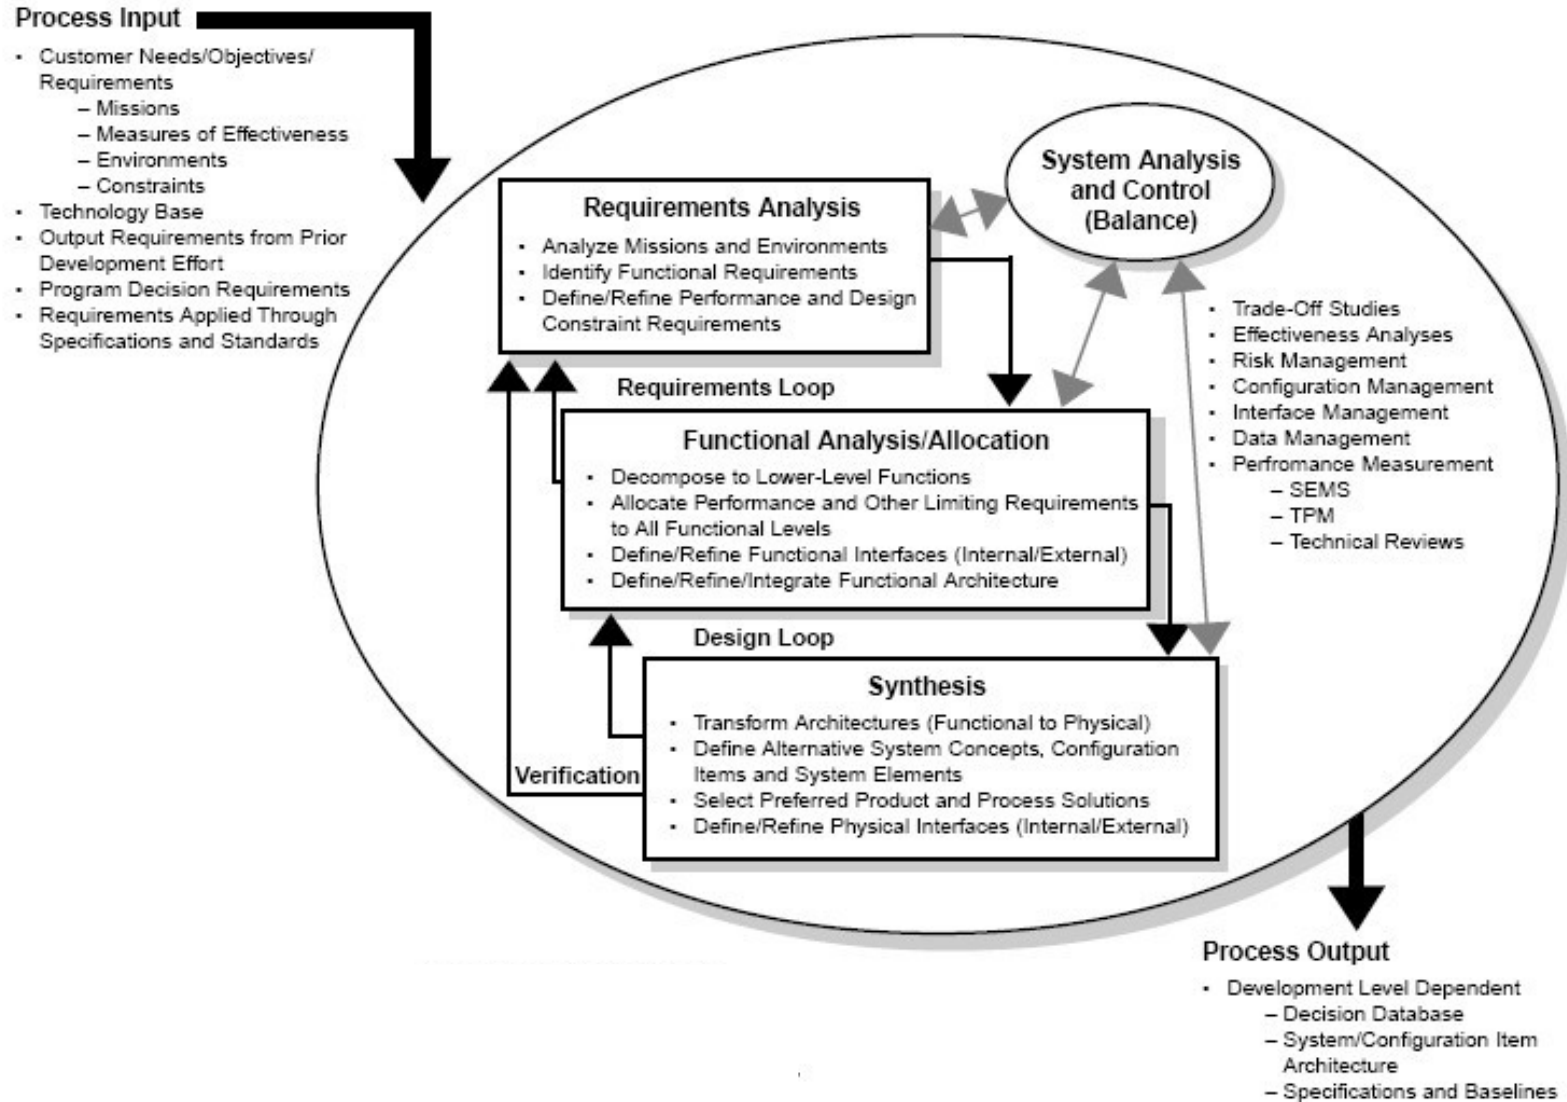 Process Input
▪ Customer Needs/Objectives/
Requirements
– Missions
– Measures of Effectiveness
– Environments
– Constraints
▪ Technology Base
▪ Output Requirements from Prior
Development Effort
▪ Program Decision Requirements
▪ Requirements Applied Through
Specifications and Standards
Requirements Analysis
▪ Analyze Missions and Environments
▪ Identify Functional Requirements
▪ Define/Refine Performance and Design
Constraint Requirements
System Analysis
and Control
(Balance)
▪ Trade-Off Studies
▪ Effectiveness Analyses
▪ Risk Management
▪ Configuration Management
▪ Interface Management
▪ Data Management
▪ Perfromance Measurement
– SEMS
– TPM
– Technical Reviews
Requirements Loop
Functional Analysis/Allocation
▪ Decompose to Lower-Level Functions
▪ Allocate Performance and Other Limiting Requirements
to All Functional Levels
▪ Define/Refine Functional Interfaces (Internal/External)
▪ Define/Refine/Integrate Functional Architecture
Design Loop
Synthesis
▪ Transform Architectures (Functional to Physical)
▪ Define Alternative System Concepts, Configuration
Items and System Elements
▪ Select Preferred Product and Process Solutions
▪ Define/Refine Physical Interfaces (Internal/External)
Verification
Process Output
▪ Development Level Dependent
– Decision Database
– System/Configuration Item
Architecture
– Specifications and Baselines